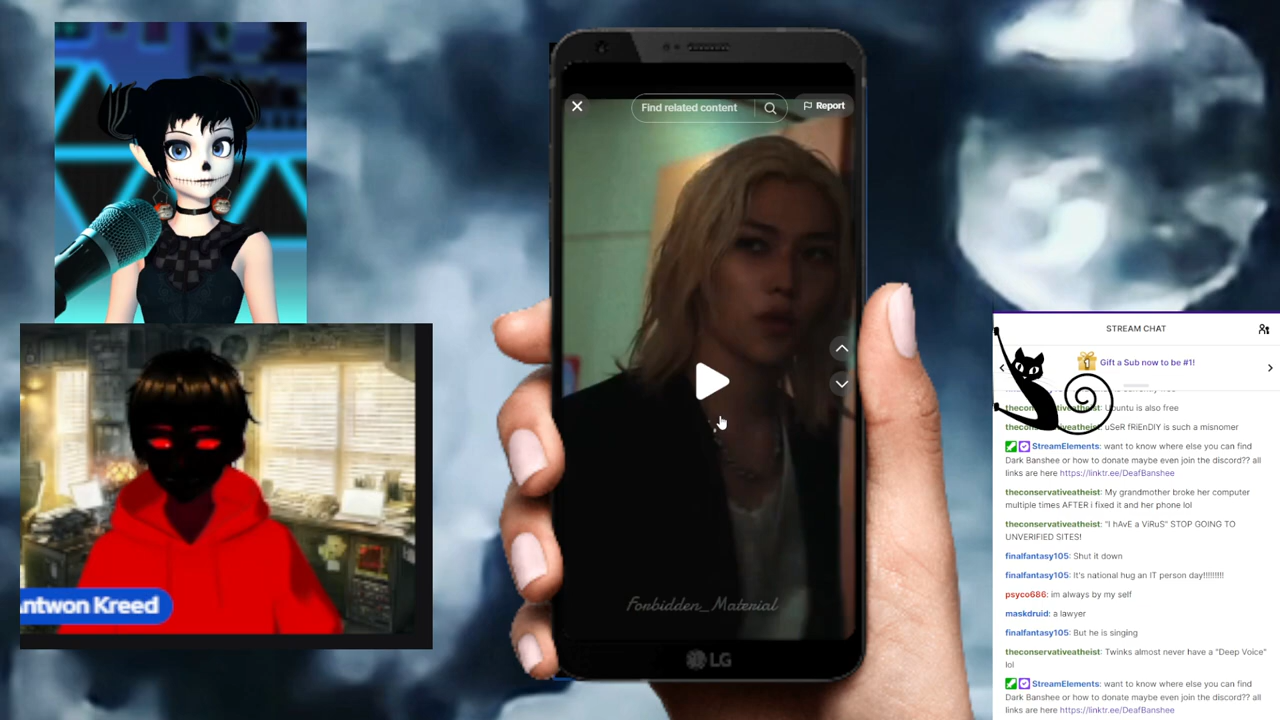 Find related content
Report
Forbidden_Material
LG
ntwon Kreed
STREAM CHAT
Gift a Sub now to be #1!
theconservativeatheist: Ubuntu is also free
theconservativeatheist: uSeR fRiEnDlY is such a misnomer
StreamElements: want to know where else you can find
Dark Banshee or how to donate maybe even join the discord?? all
links are here https://linktr.ee/DeafBanshee
theconservativeatheist: My grandmother broke her computer
multiple times AFTER i fixed it and her phone lol
theconservativeatheist: "I hAvE a ViRuS" STOP GOING TO
UNVERIFIED SITES!
finalfantasy105: Shut it down
finalfantasy105: It's national hug an IT person day!!!!!!!!!
psyco686: im always by my self
maskdruid: a lawyer
finalfantasy105: But he is singing
theconservativeatheist: Twinks almost never have a "Deep Voice"
lol
StreamElements: want to know where else you can find
Dark Banshee or how to donate maybe even join the discord?? all
links are here https://linktr.ee/DeafBanshee